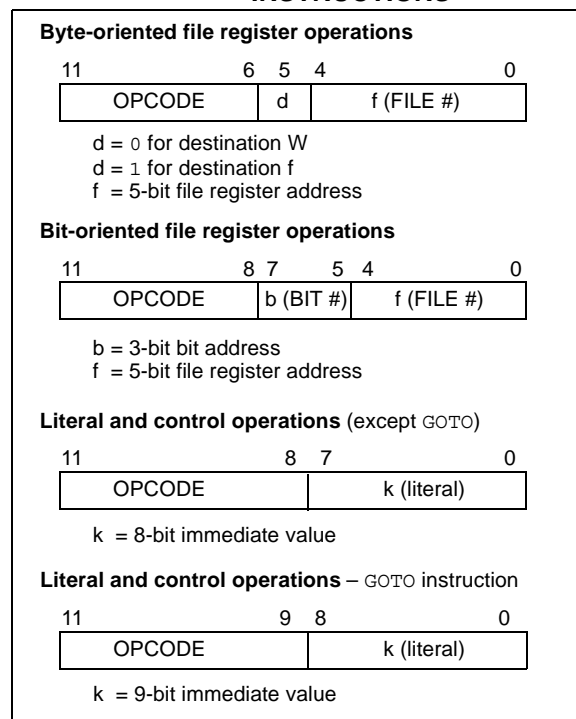 INSTRUCTIONS
Byte-oriented file register operations
11 6 5 4 0
OPCODE d f (FILE #)
d = 0 for destination W
d = 1 for destination f
f = 5-bit file register address
Bit-oriented file register operations
11 8 7 5 4 0
OPCODE b (BIT #) f (FILE #)
b = 3-bit bit address
f = 5-bit file register address
Literal and control operations (except GOTO)
11 8 7 0
OPCODE k (literal)
k = 8-bit immediate value
Literal and control operations – GOTO instruction
11 9 8 0
OPCODE k (literal)
k = 9-bit immediate value